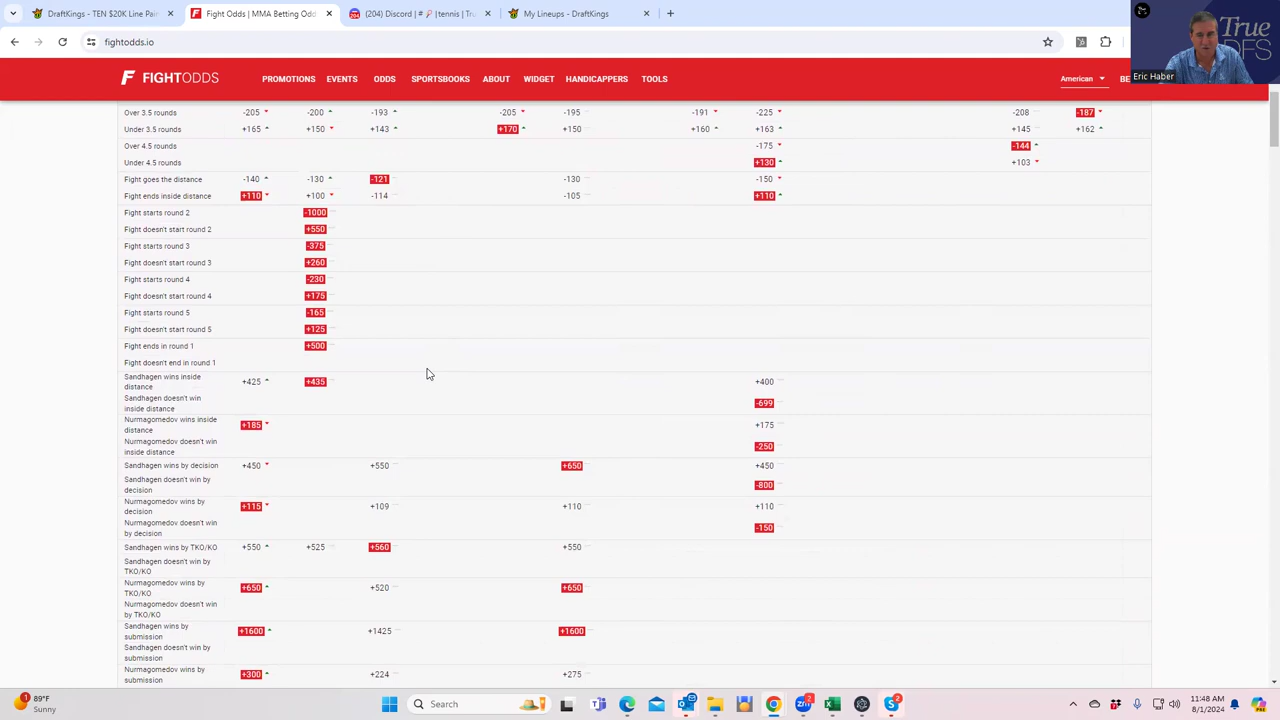 DraftKings - TEN $20K Line Pair
Fight Odds | MMA Betting Odd
(204) Discord | # | tennis | Tru
My Lineups - DraftKings
fightodds.io
True
DFS
Eric Haber
FIGHTODDS
PROMOTIONS EVENTS ODDS SPORTSBOOKS ABOUT WIDGET HANDICAPPERS TOOLS American BE
Over 3.5 rounds -205 -200 -193 -205 -195 -191 -225 -208 -187
Under 3.5 rounds +165 +150 +143 +170 +150 +160 +163 +145 +162
Over 4.5 rounds -175 -144
Under 4.5 rounds +130 +103
Fight goes the distance -140 -130 -121 -130 -150
Fight ends inside distance +110 +100 -114 -105 +110
Fight starts round 2 -1000
Fight doesn't start round 2 +550
Fight starts round 3 -375
Fight doesn't start round 3 +260
Fight starts round 4 -230
Fight doesn't start round 4 +175
Fight starts round 5 -165
Fight doesn't start round 5 +125
Fight ends in round 1 +500
Fight doesn't end in round 1
Sandhagen wins inside
distance +425 +435 +400
Sandhagen doesn't win
inside distance -699
Nurmagomedov wins inside
distance +185 +175
Nurmagomedov doesn't win
inside distance -250
Sandhagen wins by decision +450 +550 +650 +450
Sandhagen doesn't win by
decision -800
Nurmagomedov wins by
decision +115 +109 +110 +110
Nurmagomedov doesn't win
by decision -150
Sandhagen wins by TKO/KO +550 +525 +560 +550
Sandhagen doesn't win by
TKO/KO
Nurmagomedov wins by
TKO/KO +650 +520 +650
Nurmagomedov doesn't win
by TKO/KO
Sandhagen wins by
submission +1600 +1425 +1600
Sandhagen doesn't win by
submission
Nurmagomedov wins by
submission +300 +224 +275
89°F
Sunny
Search
11:48 AM
8/1/2024